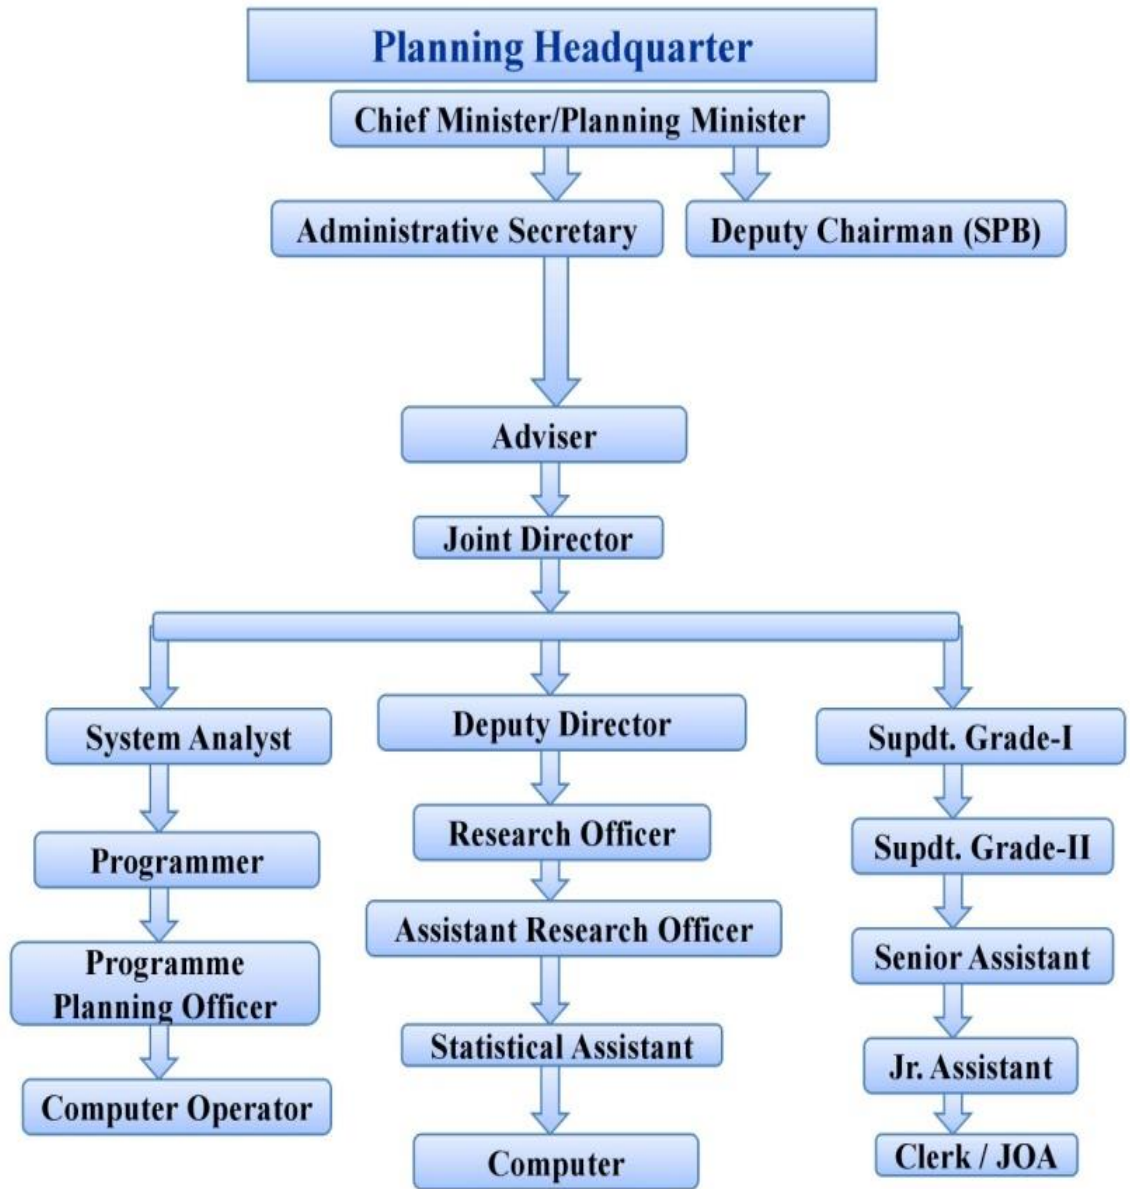 Planning Headquarter
Chief Minister/Planning Minister
Administrative Secretary
Deputy Chairman (SPB)
Adviser
Joint Director
System Analyst
Programmer
Programme
Planning Officer
Computer Operator
Deputy Director
Research Officer
Assistant Research Officer
Statistical Assistant
Computer
Supdt. Grade-I
Supdt. Grade-II
Senior Assistant
Jr. Assistant
Clerk / JOA